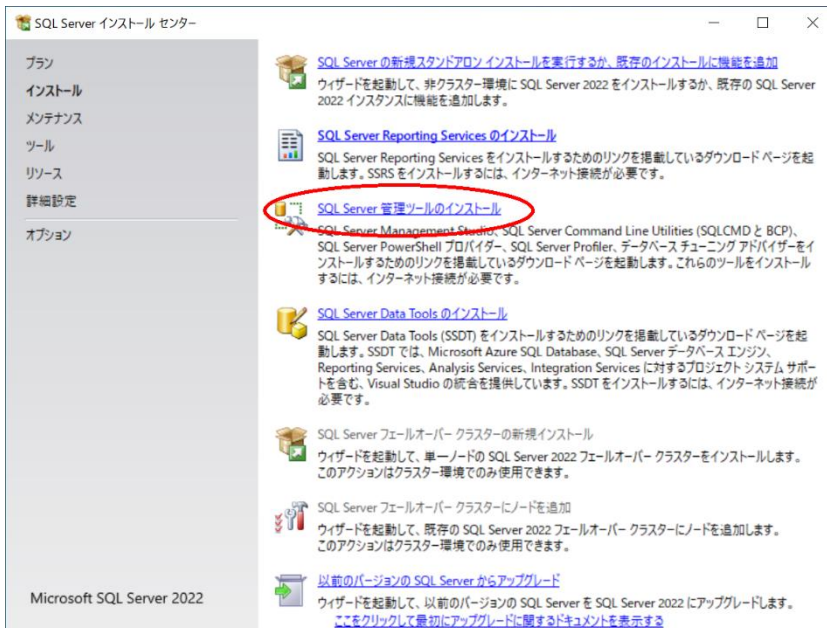 SQL Server インストール センター
プラン
インストール
メンテナンス
ツール
リソース
詳細設定
オプション
Microsoft SQL Server 2022
SQL Server の新規スタンドアロン インストールを実行するか、既存のインストールに機能を追加
ウィザードを起動して、非クラスター環境に SQL Server 2022 をインストールするか、既存の SQL Server
2022 インスタンスに機能を追加します。
SQL Server Reporting Services のインストール
SQL Server Reporting Services をインストールするためのリンクを掲載しているダウンロード ページを起
動します。SSRS をインストールするには、インターネット接続が必要です。
SQL Server 管理ツールのインストール
SQL Server Management Studio、SQL Server Command Line Utilities (SQLCMD と BCP)、
SQL Server PowerShell プロバイダー、SQL Server Profiler、データベース チューニング アドバイザーをイ
ンストールするためのリンクを掲載しているダウンロード ページを起動します。これらのツールをインストール
するには、インターネット接続が必要です。
SQL Server Data Tools のインストール
SQL Server Data Tools (SSDT) をインストールするためのリンクを掲載しているダウンロード ページを起
動します。SSDT では、Microsoft Azure SQL Database、SQL Server データベース エンジン、
Reporting Services、Analysis Services、Integration Services に対するプロジェクト システム サポー
トを含む、Visual Studio の統合を提供しています。SSDT をインストールするには、インターネット接続が
必要です。
SQL Server フェールオーバー クラスターの新規インストール
ウィザードを起動して、単一ノードの SQL Server 2022 フェールオーバー クラスターをインストールします。
このアクションはクラスター環境でのみ使用できます。
SQL Server フェールオーバー クラスターにノードを追加
ウィザードを起動して、既存の SQL Server 2022 フェールオーバー クラスターにノードを追加します。
このアクションはクラスター環境でのみ使用できます。
以前のバージョンの SQL Server からアップグレード
ウィザードを起動して、以前のバージョンの SQL Server を SQL Server 2022 にアップグレードします。
ここをクリックして最初にアップグレードに関するドキュメントを表示する